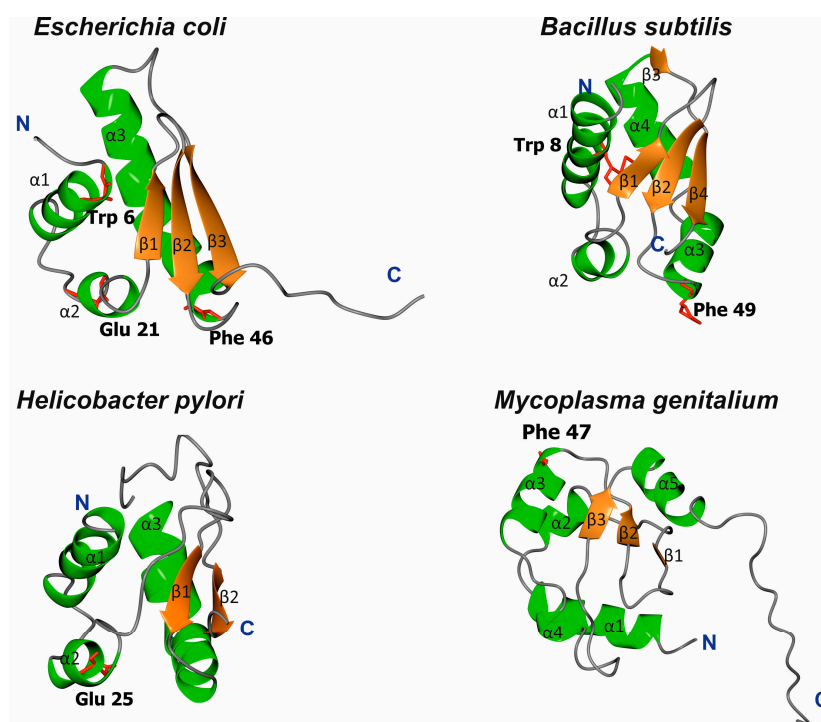 Escherichia coli
N
α3
α1
Trp 6
β1
β2
β3
α2
Glu 21
Phe 46
C
Bacillus subtilis
β3
N
α1
α4
Trp 8
β1
β2
β4
C
α3
α2
Phe 49
Helicobacter pylori
N
α3
α1
β1
β2
C
α2
Glu 25
Mycoplasma genitalium
Phe 47
α3
α5
α2
β3
β2
β1
α4
α1
N
C